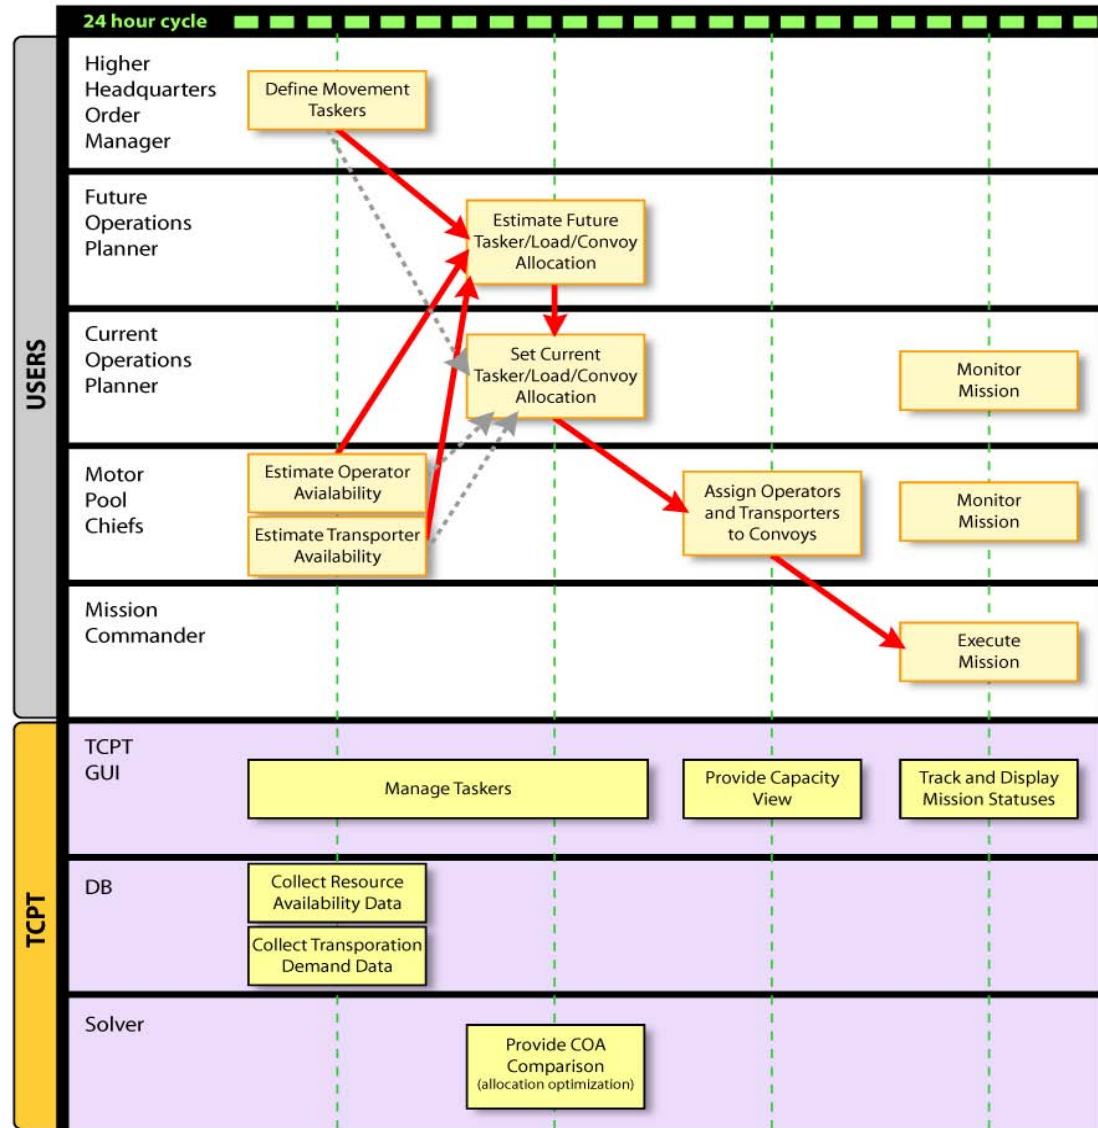 24 hour cycle
USERS
Higher
Headquarters
Order
Manager
Define Movement
Taskers
Future
Operations
Planner
Estimate Future
Tasker/Load/Convoy
Allocation
Current
Operations
Planner
Set Current
Tasker/Load/Convoy
Allocation
Monitor
Mission
Motor
Pool
Chiefs
Estimate Operator
Avialability
Estimate Transporter
Availability
Assign Operators
and Transporters
to Convoys
Monitor
Mission
Mission
Commander
Execute
Mission
TCPT
TCPT
GUI
Manage Taskers
Provide Capacity
View
Track and Display
Mission Statuses
DB
Collect Resource
Availability Data
Collect Transporation
Demand Data
Solver
Provide COA
Comparison
(allocation optimization)